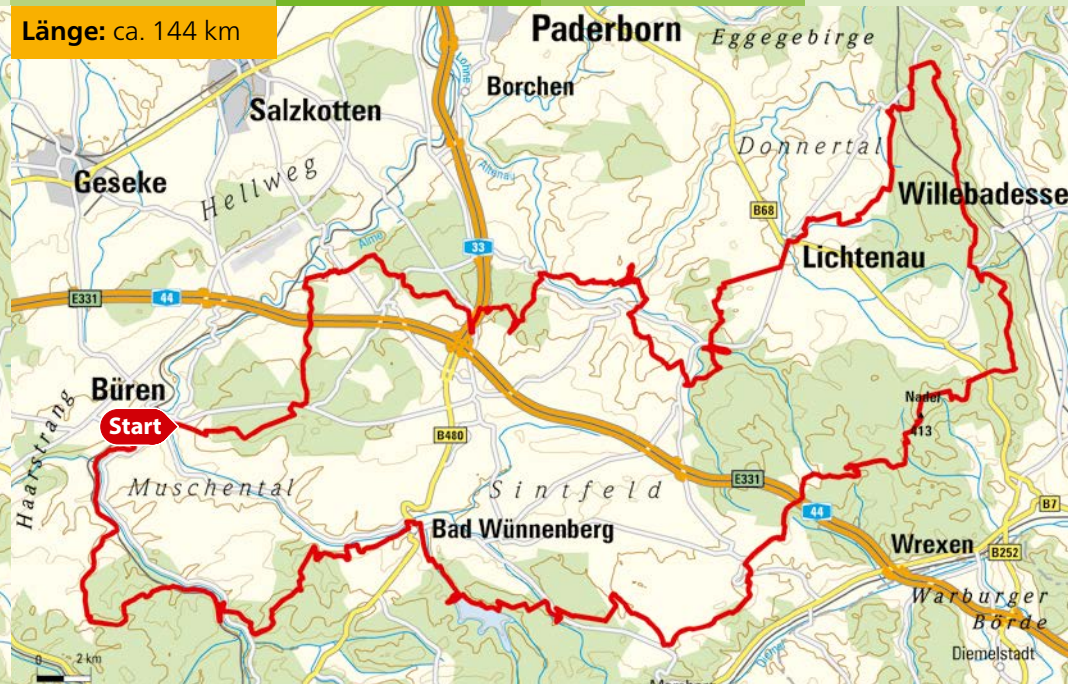 Länge: ca. 144 km
Paderborn
Eggegebirge
Lohne
Borchen
Salzkotten
Donnertal
Altenau
Geseke
Hellweg
Willebadesse
B68
Alme
33
Lichtenau
E331
44
Büren
Nadel
413
Start
Haarstrang
B480
Muschental
Sintfeld
E331
44
B7
Bad Wünnenberg
Wrexen
B252
Warburger
Börde
Diemelstadt
Diemel
0 2 km